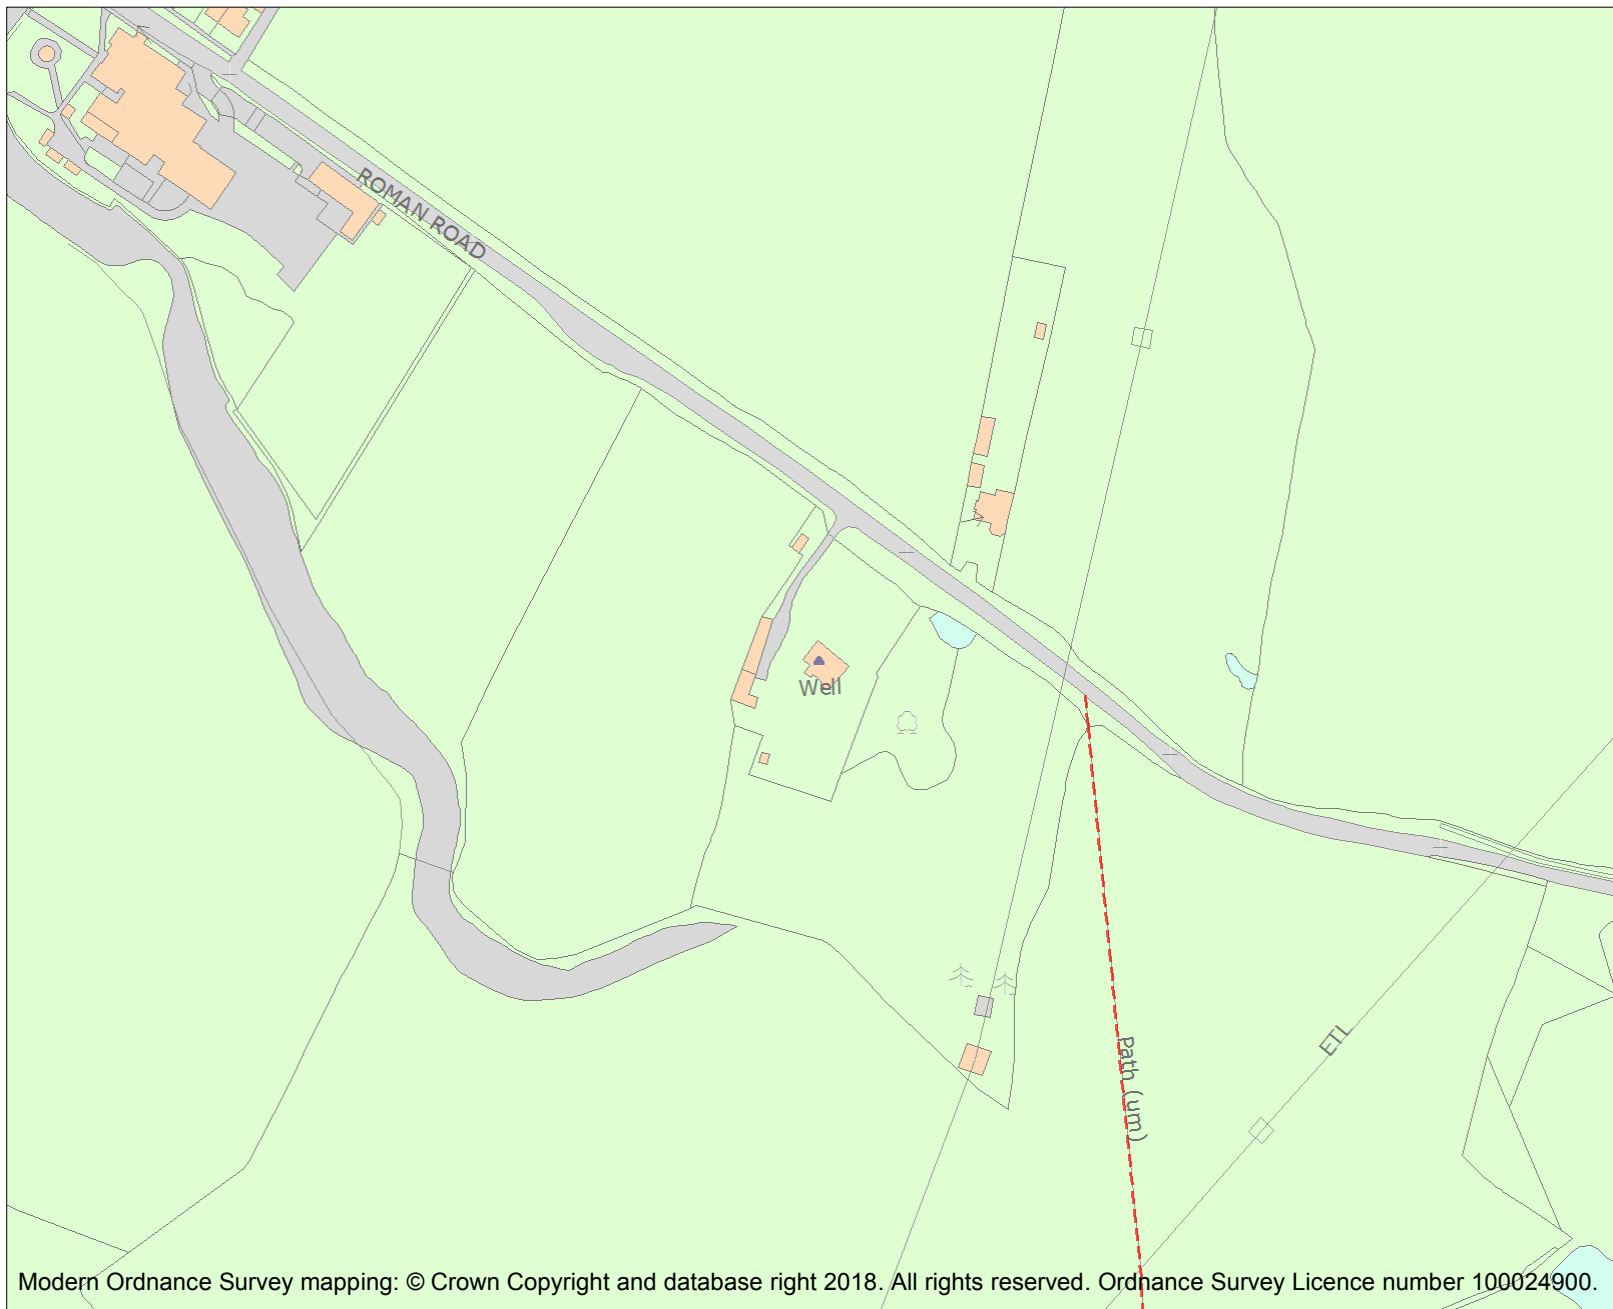 ROMAN ROAD
Well
Path (um)
ETL
Modern Ordnance Survey mapping: © Crown Copyright and database right 2018. All rights reserved. Ordnance Survey Licence number 100024900.